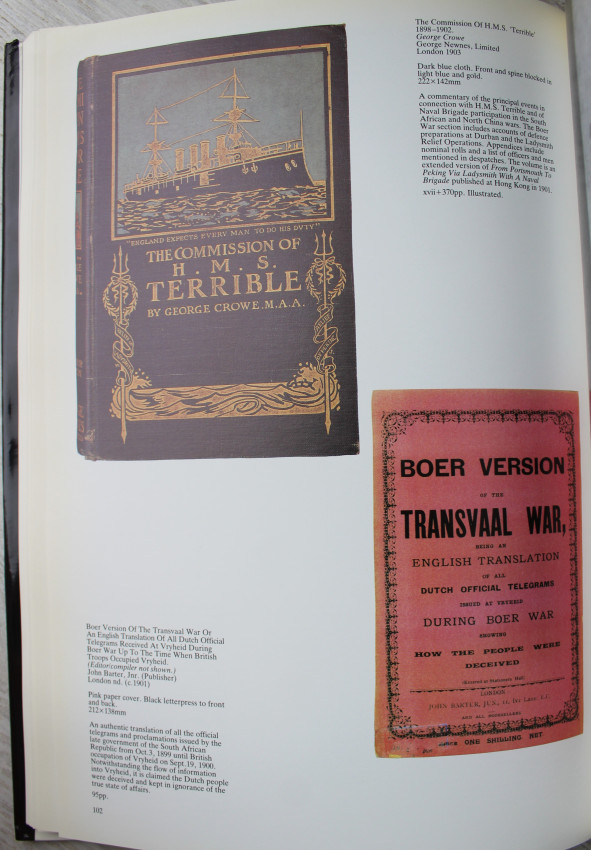 The Commission Of H.M.S. 'Terrible'
1898–1902.
George Crowe
George Newnes, Limited
London 1903
Dark blue cloth. Front and spine blocked in
light blue and gold.
222×142mm
A commentary of the principal events in
connection with H.M.S. Terrible and of
Naval Brigade participation in the South
African and North China wars. The Boer
War section includes accounts of defence
preparations at Durban and the Ladysmith
Relief Operations. Appendices include
nominal rolls and a list of officers and men
mentioned in despatches. The volume is an
extended version of From Portsmouth To
Peking Via Ladysmith With A Naval
Brigade published at Hong Kong in 1901.
xvii+370pp. Illustrated.
"ENGLAND EXPECTS EVERY MAN TO DO HIS DVTY"
THE COMMISSION OF
H. M. S.
TERRIBLE
BY GEORGE CROWE. M.A.A.
BOER VERSION
OF THE
TRANSVAAL WAR,
BEING AN
ENGLISH TRANSLATION
OF ALL
DUTCH OFFICIAL TELEGRAMS
ISSUED AT VRYHEID
DURING BOER WAR
SHOWING
HOW THE PEOPLE WERE
DECEIVED
LONDON
JOHN BARTER, JUN.,
AND ALL BOOKSELLERS
ONE SHILLING NET
Boer Version Of The Transvaal War Or
An English Translation Of All Dutch Official
Telegrams Received At Vryheid During
Boer War Up To The Time When British
Troops Occupied Vryheid.
(Editor/compiler not shown.)
John Barter, Jnr. (Publisher)
London nd. (c.1901)
Pink paper cover. Black letterpress to front
and back.
212×138mm
An authentic translation of all the official
telegrams and proclamations issued by the
late government of the South African
Republic from Oct.3, 1899 until British
occupation of Vryheid on Sept.19, 1900.
Notwithstanding the flow of information
into Vryheid, it is claimed the Dutch people
were deceived and kept in ignorance of the
true state of affairs.
95pp.
102